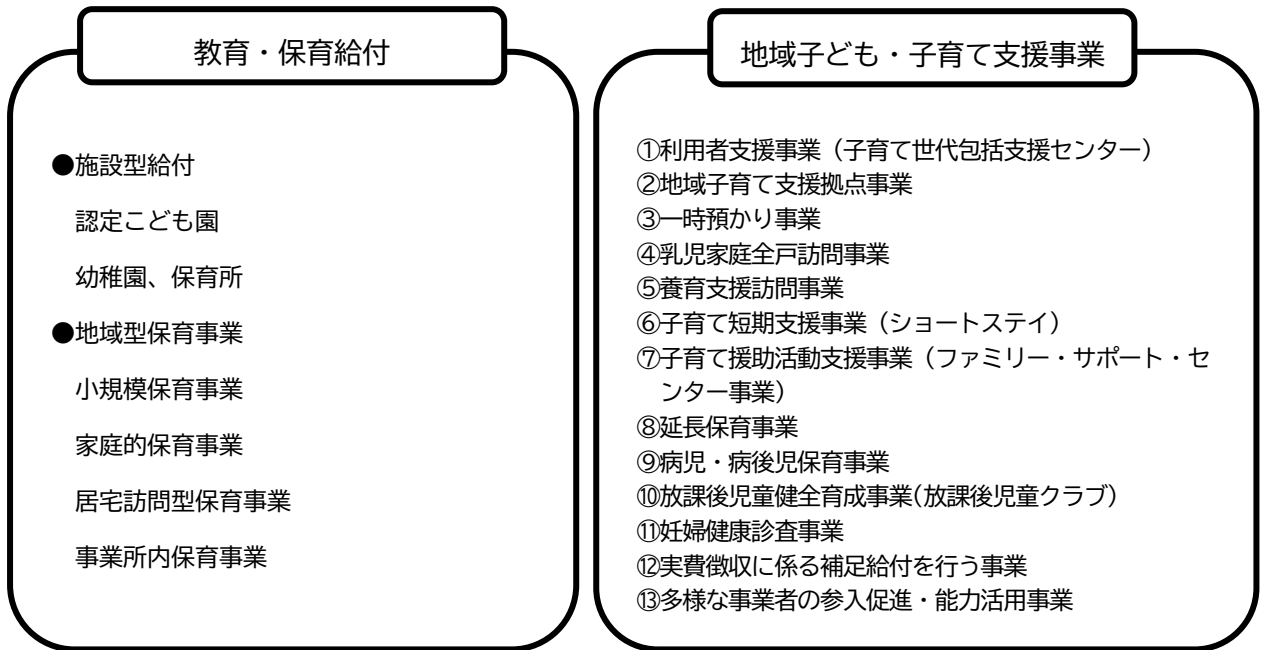 教育・保育給付
●施設型給付
認定こども園
幼稚園、保育所
●地域型保育事業
小規模保育事業
家庭的保育事業
居宅訪問型保育事業
事業所内保育事業
地域子ども・子育て支援事業
①利用者支援事業（子育て世代包括支援センター）
②地域子育て支援拠点事業
③一時預かり事業
④乳児家庭全戸訪問事業
⑤養育支援訪問事業
⑥子育て短期支援事業（ショートステイ）
⑦子育て援助活動支援事業（ファミリー・サポート・セ
ンター事業）
⑧延長保育事業
⑨病児・病後児保育事業
⑩放課後児童健全育成事業(放課後児童クラブ）
⑪妊婦健康診査事業
⑫実費徴収に係る補足給付を行う事業
⑬多様な事業者の参入促進・能力活用事業